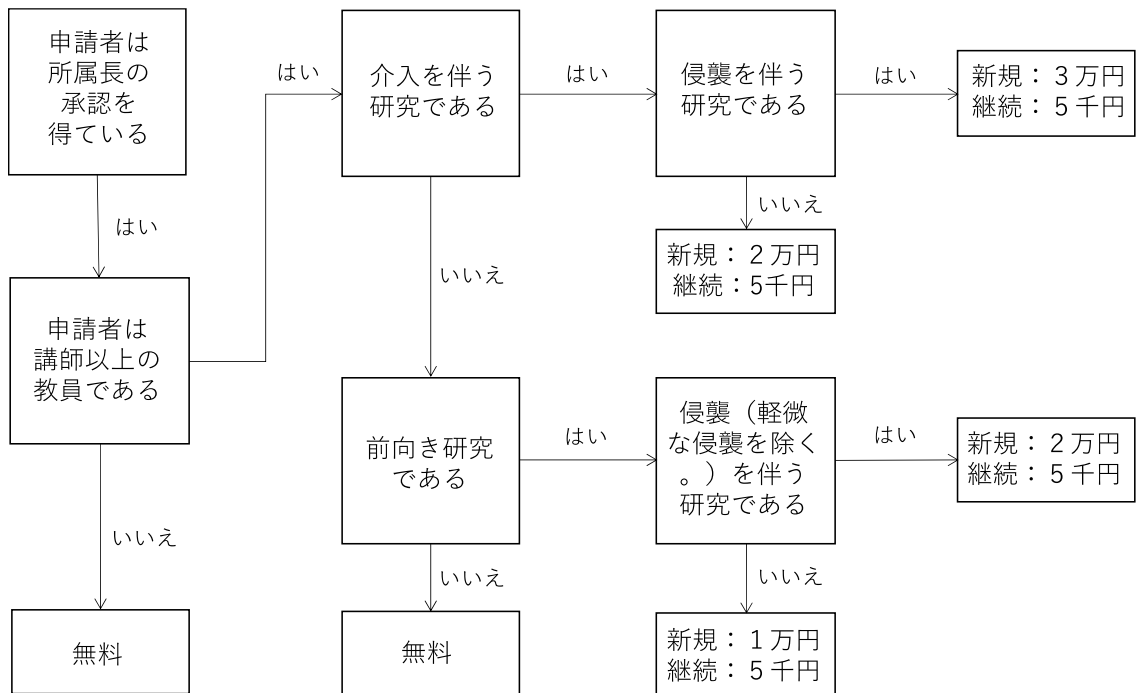 申請者は
所属長の
承認を
得ている
はい
申請者は
講師以上の
教員である
いいえ
無料
はい
介入を伴う
研究である
はい
侵襲を伴う
研究である
はい
新規：３万円
継続：５千円
いいえ
新規：２万円
継続：5千円
いいえ
前向き研究
である
はい
侵襲（軽微
な侵襲を除く
。）を伴う
研究である
はい
新規：２万円
継続：５千円
いいえ
無料
いいえ
新規：１万円
継続：５千円